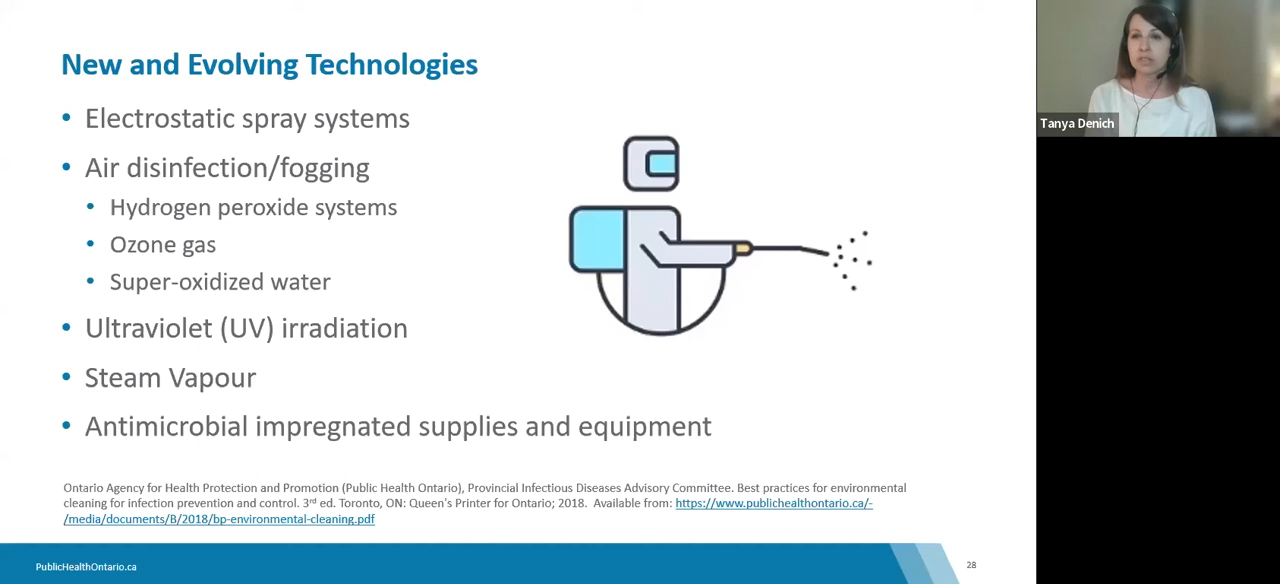 New and Evolving Technologies
• Electrostatic spray systems
• Air disinfection/fogging
• Hydrogen peroxide systems
• Ozone gas
• Super-oxidized water
• Ultraviolet (UV) irradiation
• Steam Vapour
• Antimicrobial impregnated supplies and equipment
Ontario Agency for Health Protection and Promotion (Public Health Ontario), Provincial Infectious Diseases Advisory Committee. Best practices for environmental
cleaning for infection prevention and control. 3rd ed. Toronto, ON: Queen's Printer for Ontario; 2018. Available from: https://www.publichealthontario.ca/-
/media/documents/B/2018/bp-environmental-cleaning.pdf
PublicHealthOntario.ca
28
Tanya Denich